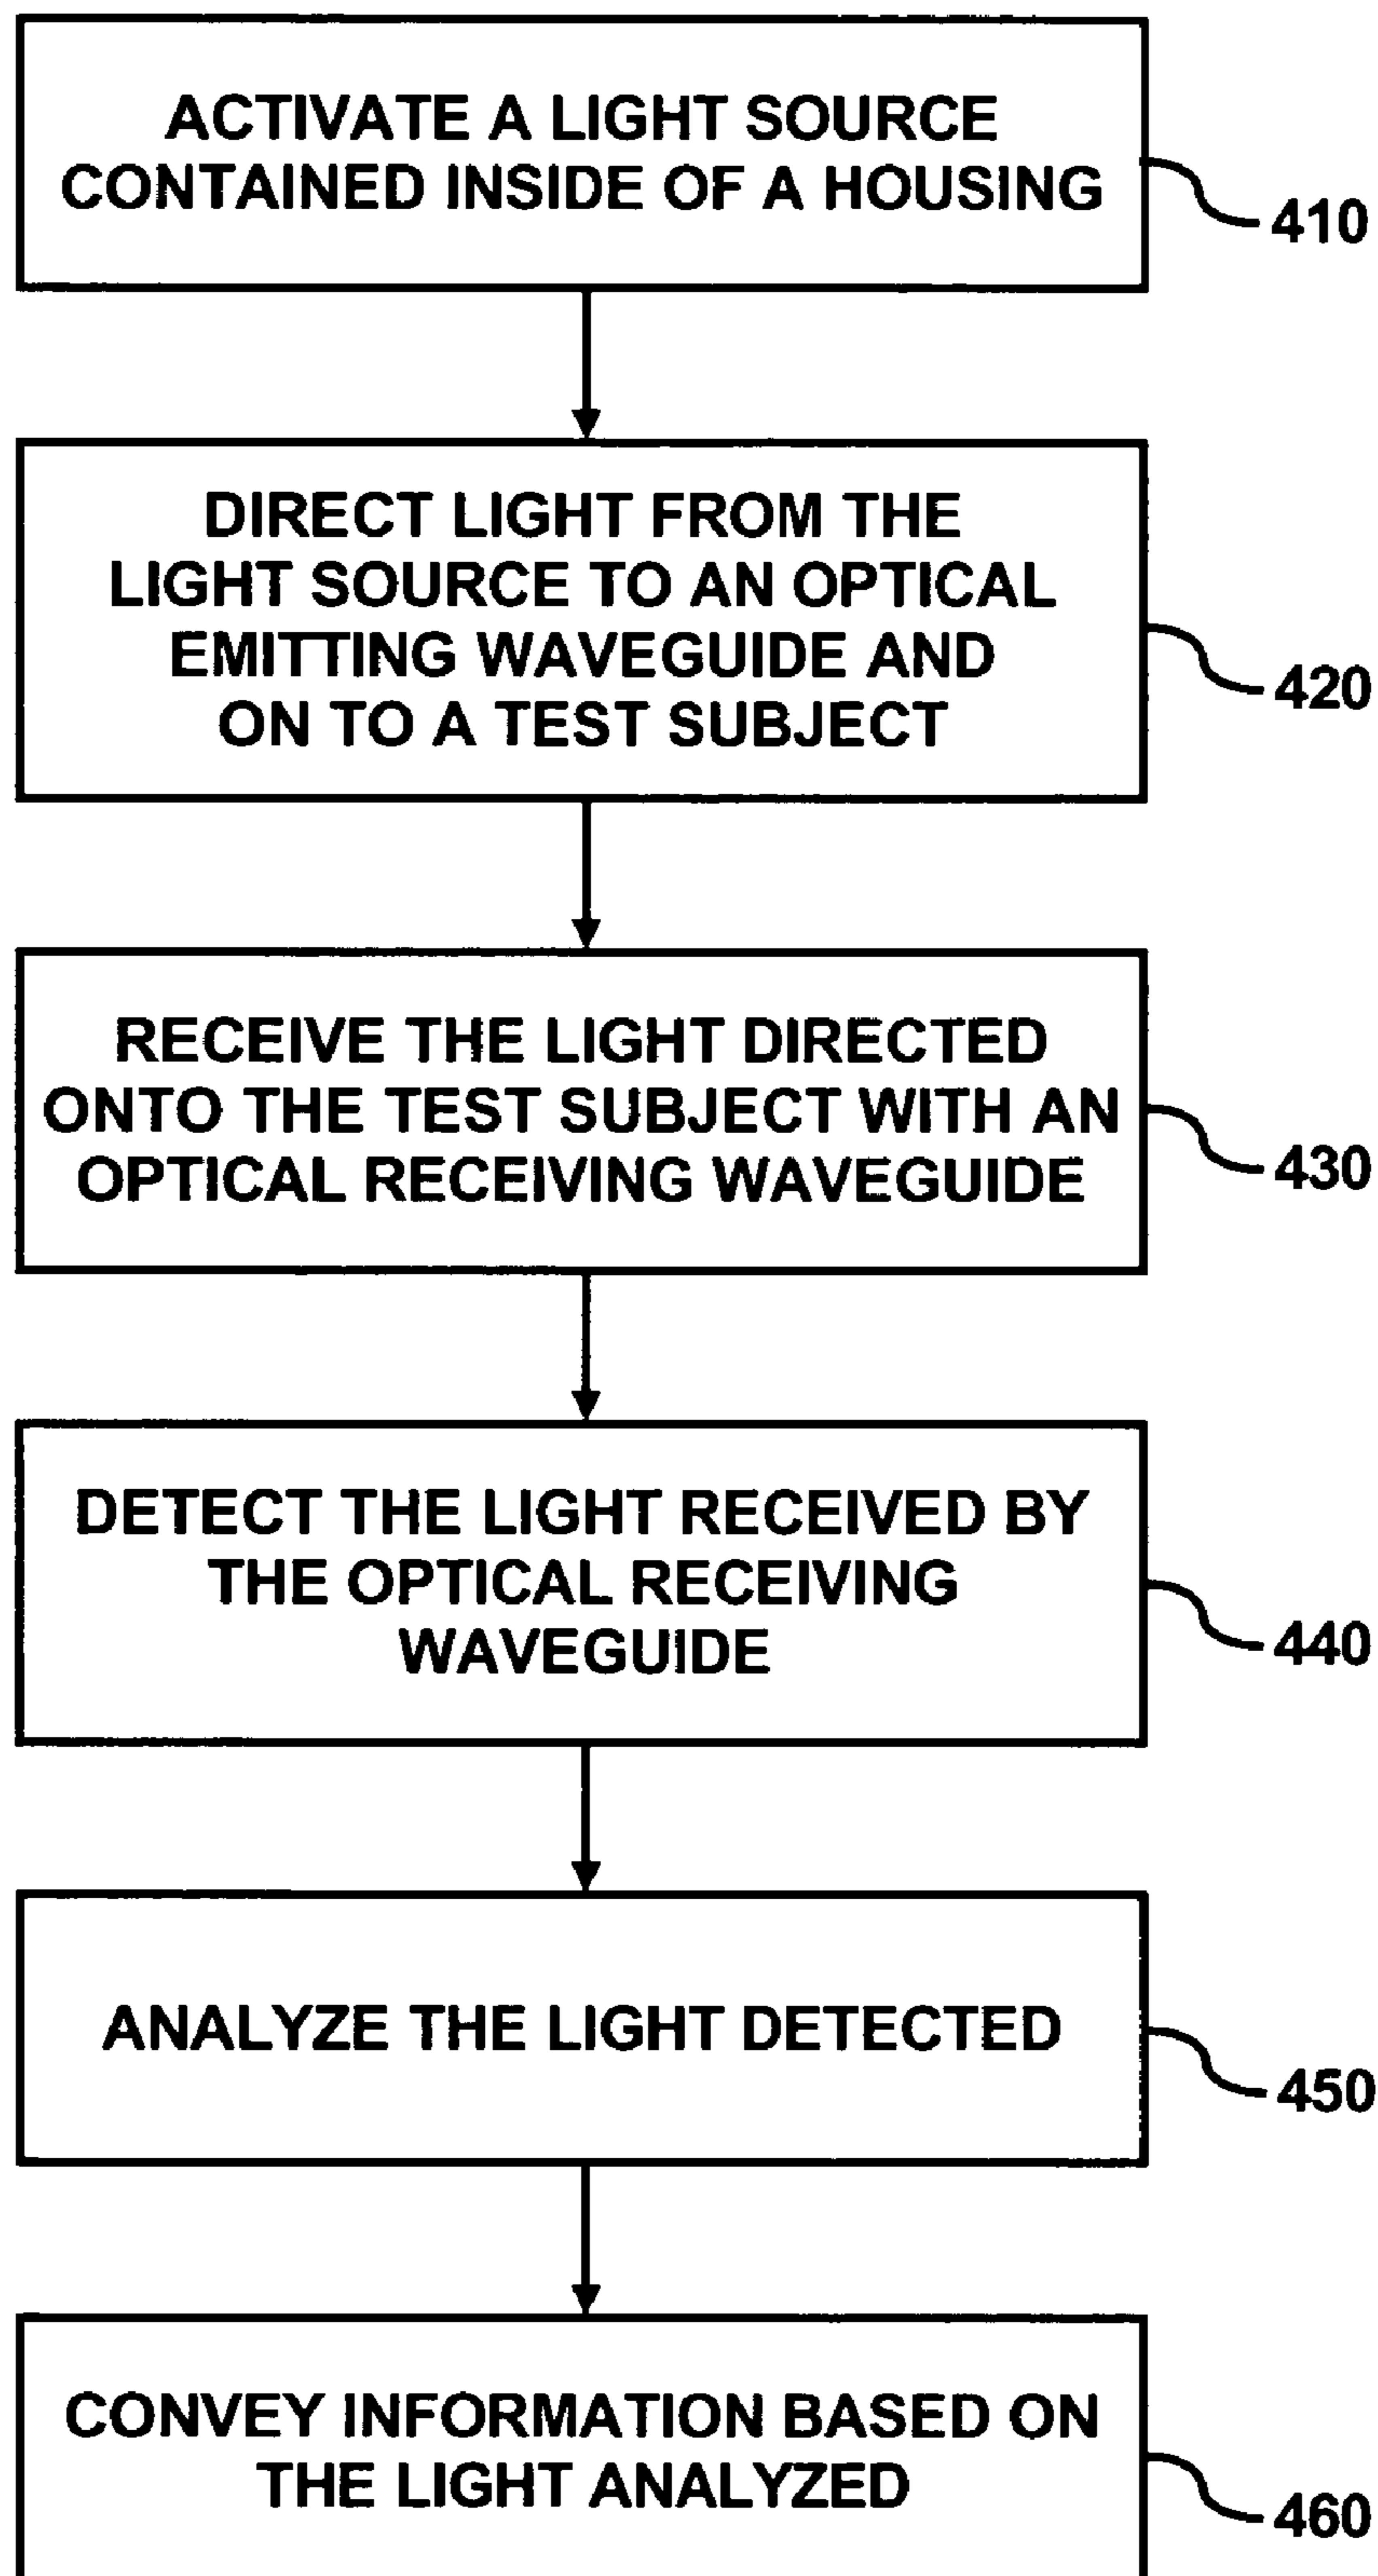 ACTIVATE A LIGHT SOURCE
CONTAINED INSIDE OF A HOUSING
410
DIRECT LIGHT FROM THE
LIGHT SOURCE TO AN OPTICAL
EMITTING WAVEGUIDE AND
ON TO A TEST SUBJECT
420
RECEIVE THE LIGHT DIRECTED
ONTO THE TEST SUBJECT WITH AN
OPTICAL RECEIVING WAVEGUIDE
430
DETECT THE LIGHT RECEIVED BY
THE OPTICAL RECEIVING
WAVEGUIDE
440
ANALYZE THE LIGHT DETECTED
450
CONVEY INFORMATION BASED ON
THE LIGHT ANALYZED
460